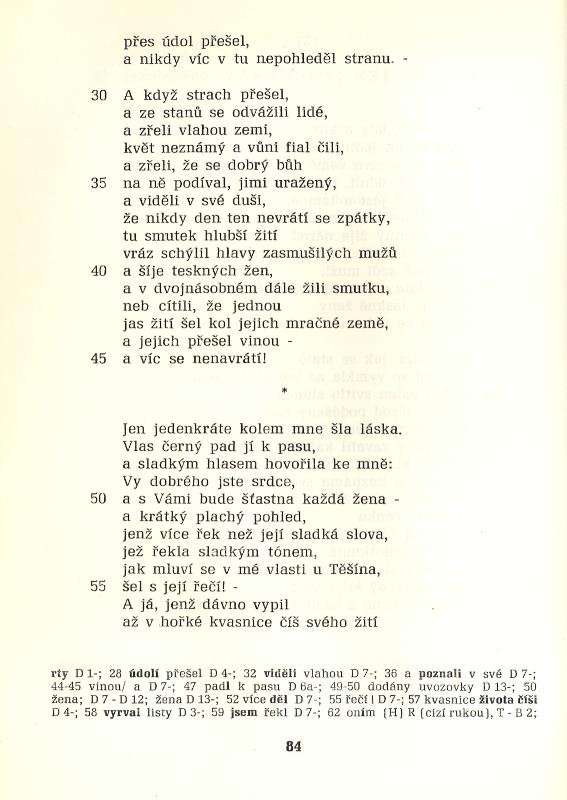 přes údol přešel,
a nikdy víc v tu nepohleděl stranu. -
30 A když strach přešel,
a ze stanů se odvážili lidé,
a zřeli vlahou zemi,
květ neznámý a vůni fial čili,
a zřeli, že se dobrý bůh
35 na ně podíval, jimi uražený,
a viděli v své duši,
že nikdy den ten nevrátí se zpátky,
tu smutek hlubší žití
vráz schýlil hlavy zasmušilých mužů
40 a šíje teskných žen,
a v dvojnásobném dále žili smutku,
neb cítili, že jednou
jas žití šel kol jejich mračné země,
a jejich přešel vinou -
45 a víc se nenavrátí!
*
Jen jedenkráte kolem mne šla láska.
Vlas černý pad jí k pasu,
a sladkým hlasem hovořila ke mně:
Vy dobrého jste srdce,
50 a s Vámi bude šťastna každá žena -
a krátký plachý pohled,
jenž více řek než její sladká slova,
jež řekla sladkým tónem,
jak mluví se v mé vlasti u Těšína,
55 šel s její řečí! -
A já, jenž dávno vypil
až v hořké kvasnice číš svého žití
rty D 1-; 28 údolí přešel D 4-; 32 viděli vlahou D 7-; 36 a poznali v své D 7-;
44-45 vinou/ a D 7-; 47 padl k pasu D 6a-; 49-50 dodány uvozovky D 13-; 50
žena; D 7 - D 12; žena D 13-; 52 více děl D 7-; 55 řečí! D 7-; 57 kvasnice života číši
D 4-; 58 vyrval listy D 3-; 59 jsem řekl D 7-; 62 oním (H) R (cizí rukou), T - B 2;
84